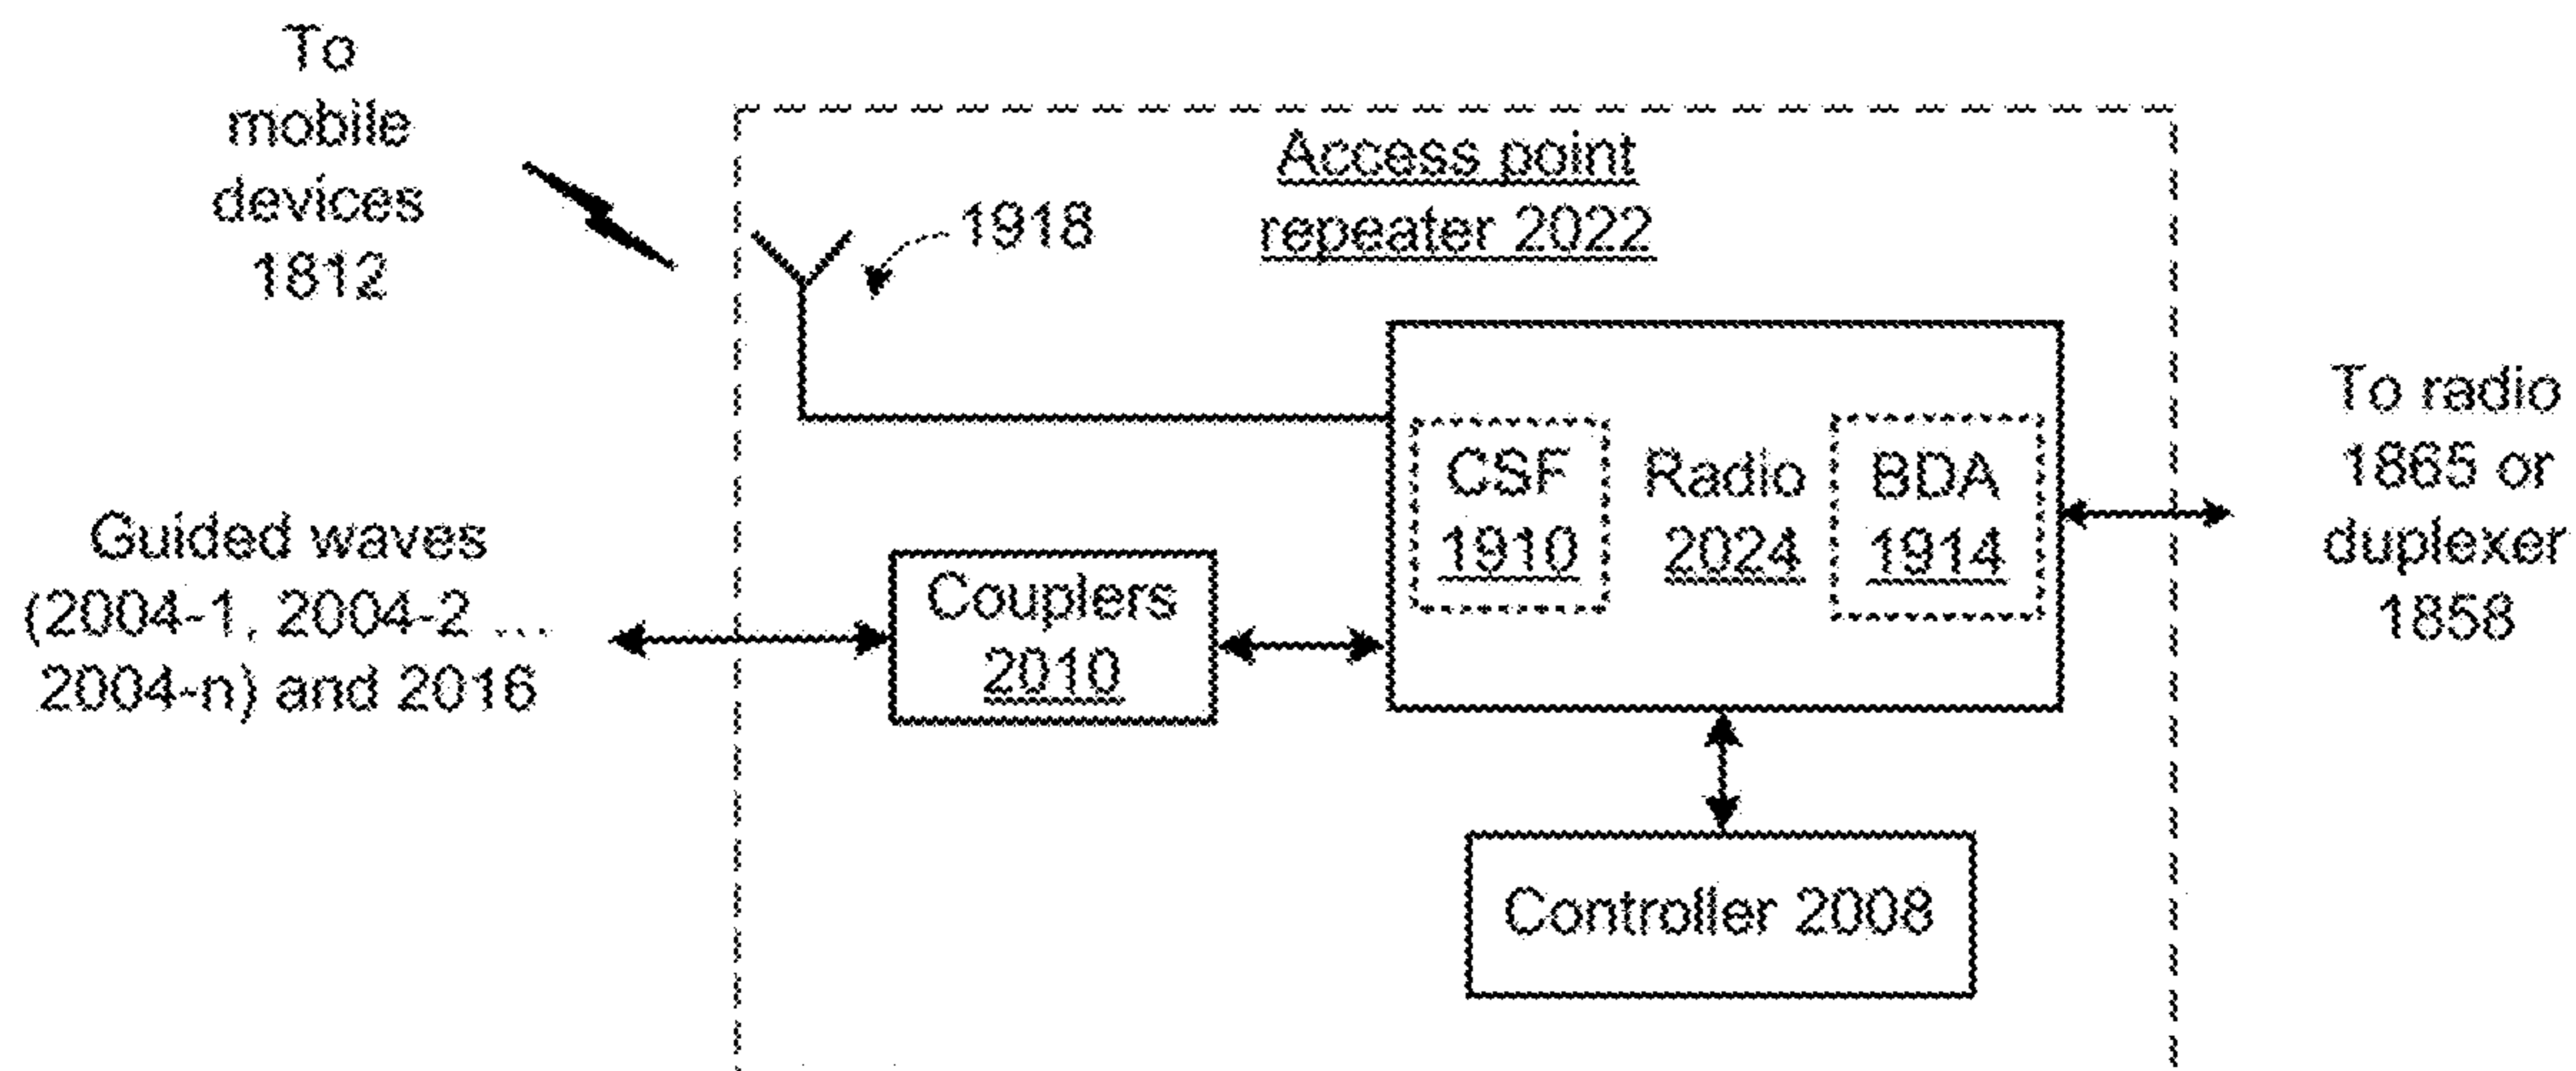 To
mobile
devices
1812
Access point
repeater 2022
1918
CSF
1910
Radio
2024
BDA
1914
To radio
1865 or
duplexer
1858
Guided waves
(2004-1, 2004-2 ...
2004-n) and 2016
Couplers
2010
Controller 2008